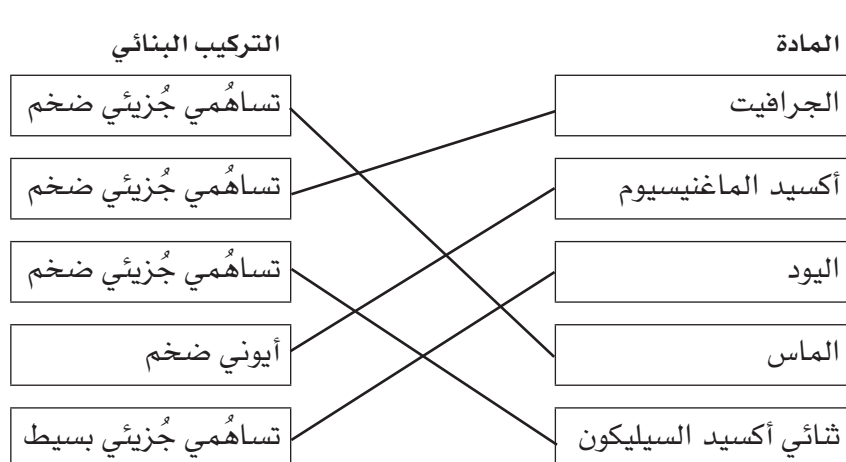 المادة التركيب البنائي
الجرافيت تساهُمي جُزيئي ضخم
أكسيد الماغنيسيوم تساهُمي جُزيئي ضخم
اليود تساهُمي جُزيئي ضخم
الماس أيوني ضخم
ثنائي أكسيد السيليكون تساهُمي جُزيئي بسيط